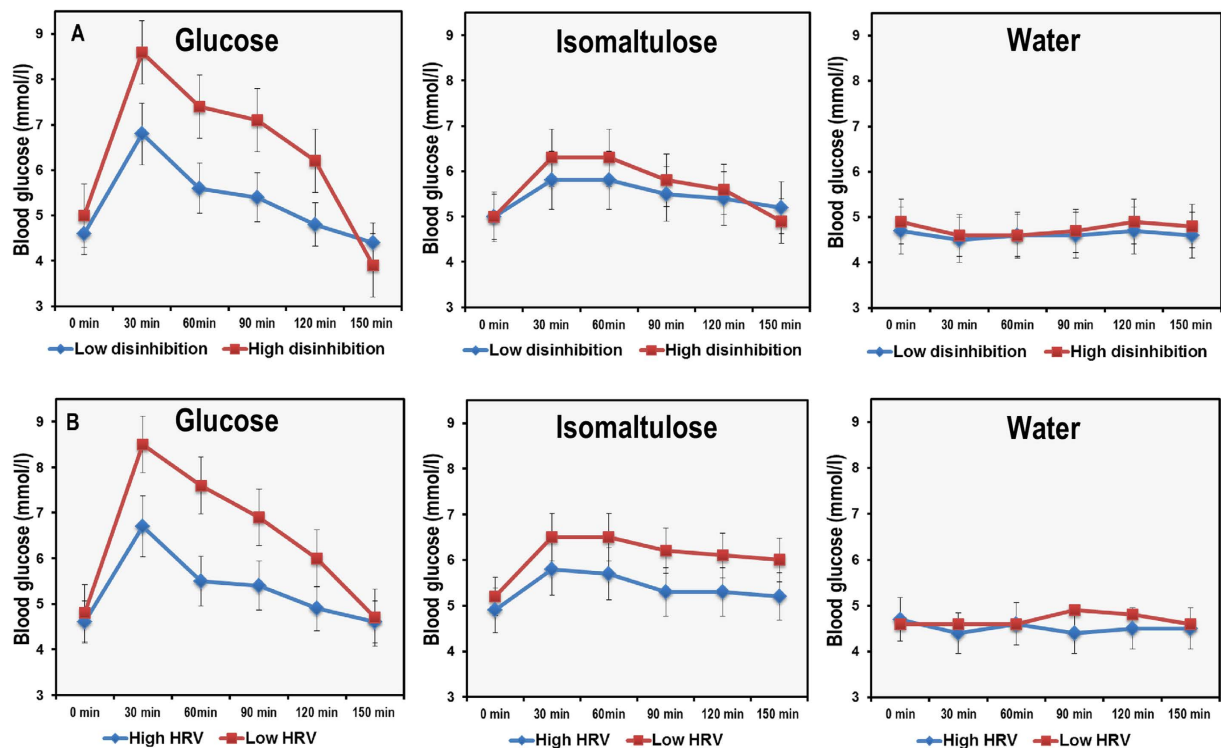 A
Glucose
Blood glucose (mmol/l)
9
8
7
6
5
4
3
0 min 30 min 60min 90 min 120 min 150 min
Low disinhibition High disinhibition
Isomaltulose
Blood glucose (mmol/l)
9
8
7
6
5
4
3
0 min 30 min 60min 90 min 120 min 150 min
Low disinhibition High disinhibition
Water
Blood glucose (mmol/l)
9
8
7
6
5
4
3
0 min 30 min 60min 90 min 120 min 150 min
Low disinhibition High disinhibition
B
Glucose
Blood glucose (mmol/l)
9
8
7
6
5
4
3
0 min 30 min 60min 90 min 120 min 150 min
High HRV Low HRV
Isomaltulose
Blood glucose (mmol/l)
9
8
7
6
5
4
3
0 min 30 min 60min 90 min 120 min 150 min
High HRV Low HRV
Water
Blood glucose (mmol/l)
9
8
7
6
5
4
3
0 min 30 min 60min 90 min 120 min 150 min
High HRV Low HRV